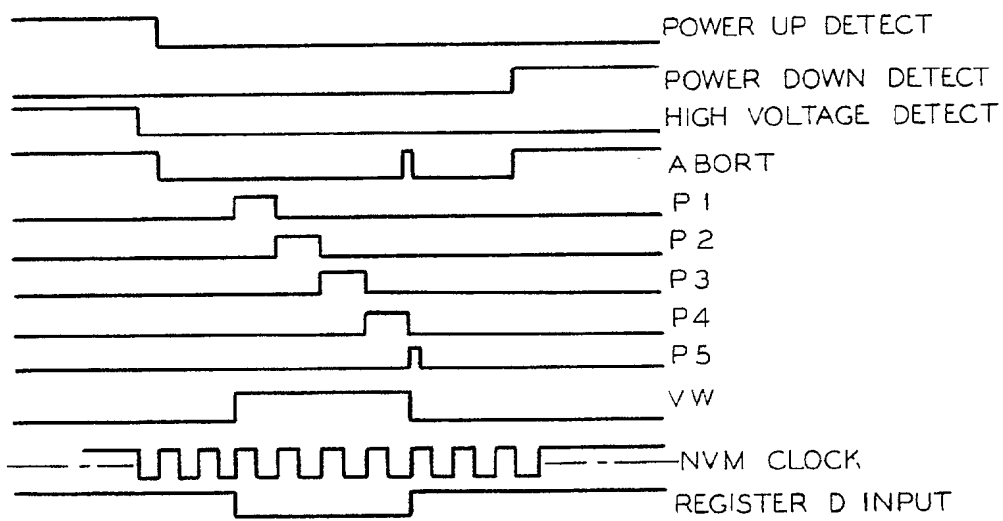 POWER UP DETECT
POWER DOWN DETECT
HIGH VOLTAGE DETECT
ABORT
P1
P2
P3
P4
P5
VW
NVM CLOCK
REGISTER D INPUT